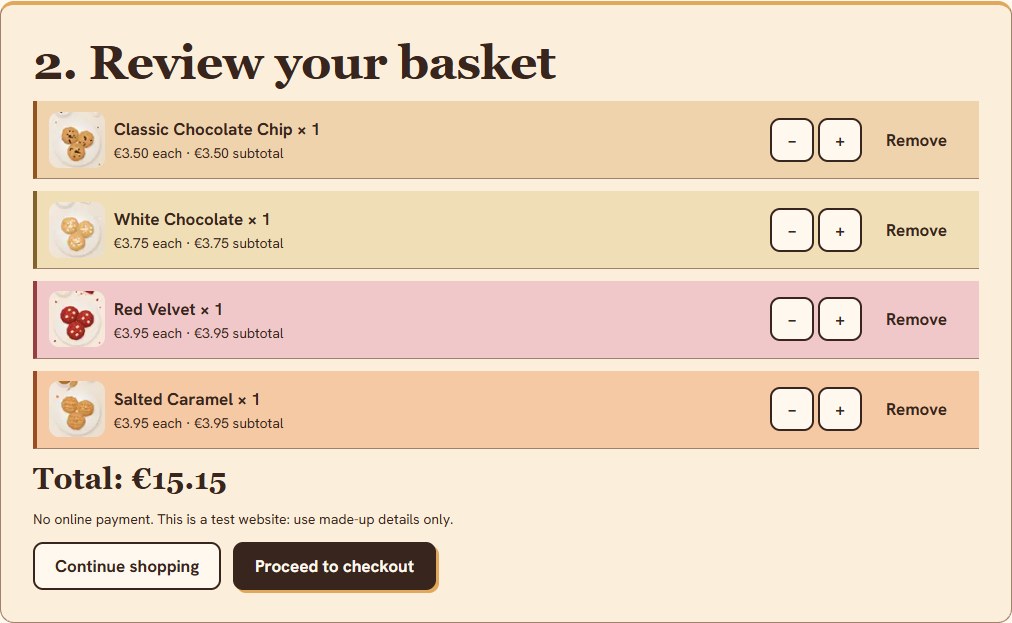 2. Review your basket
Classic Chocolate Chip × 1
€3.50 each · €3.50 subtotal
−
+
Remove
White Chocolate × 1
€3.75 each · €3.75 subtotal
−
+
Remove
Red Velvet × 1
€3.95 each · €3.95 subtotal
−
+
Remove
Salted Caramel × 1
€3.95 each · €3.95 subtotal
−
+
Remove
Total: €15.15
No online payment. This is a test website: use made-up details only.
Continue shopping
Proceed to checkout